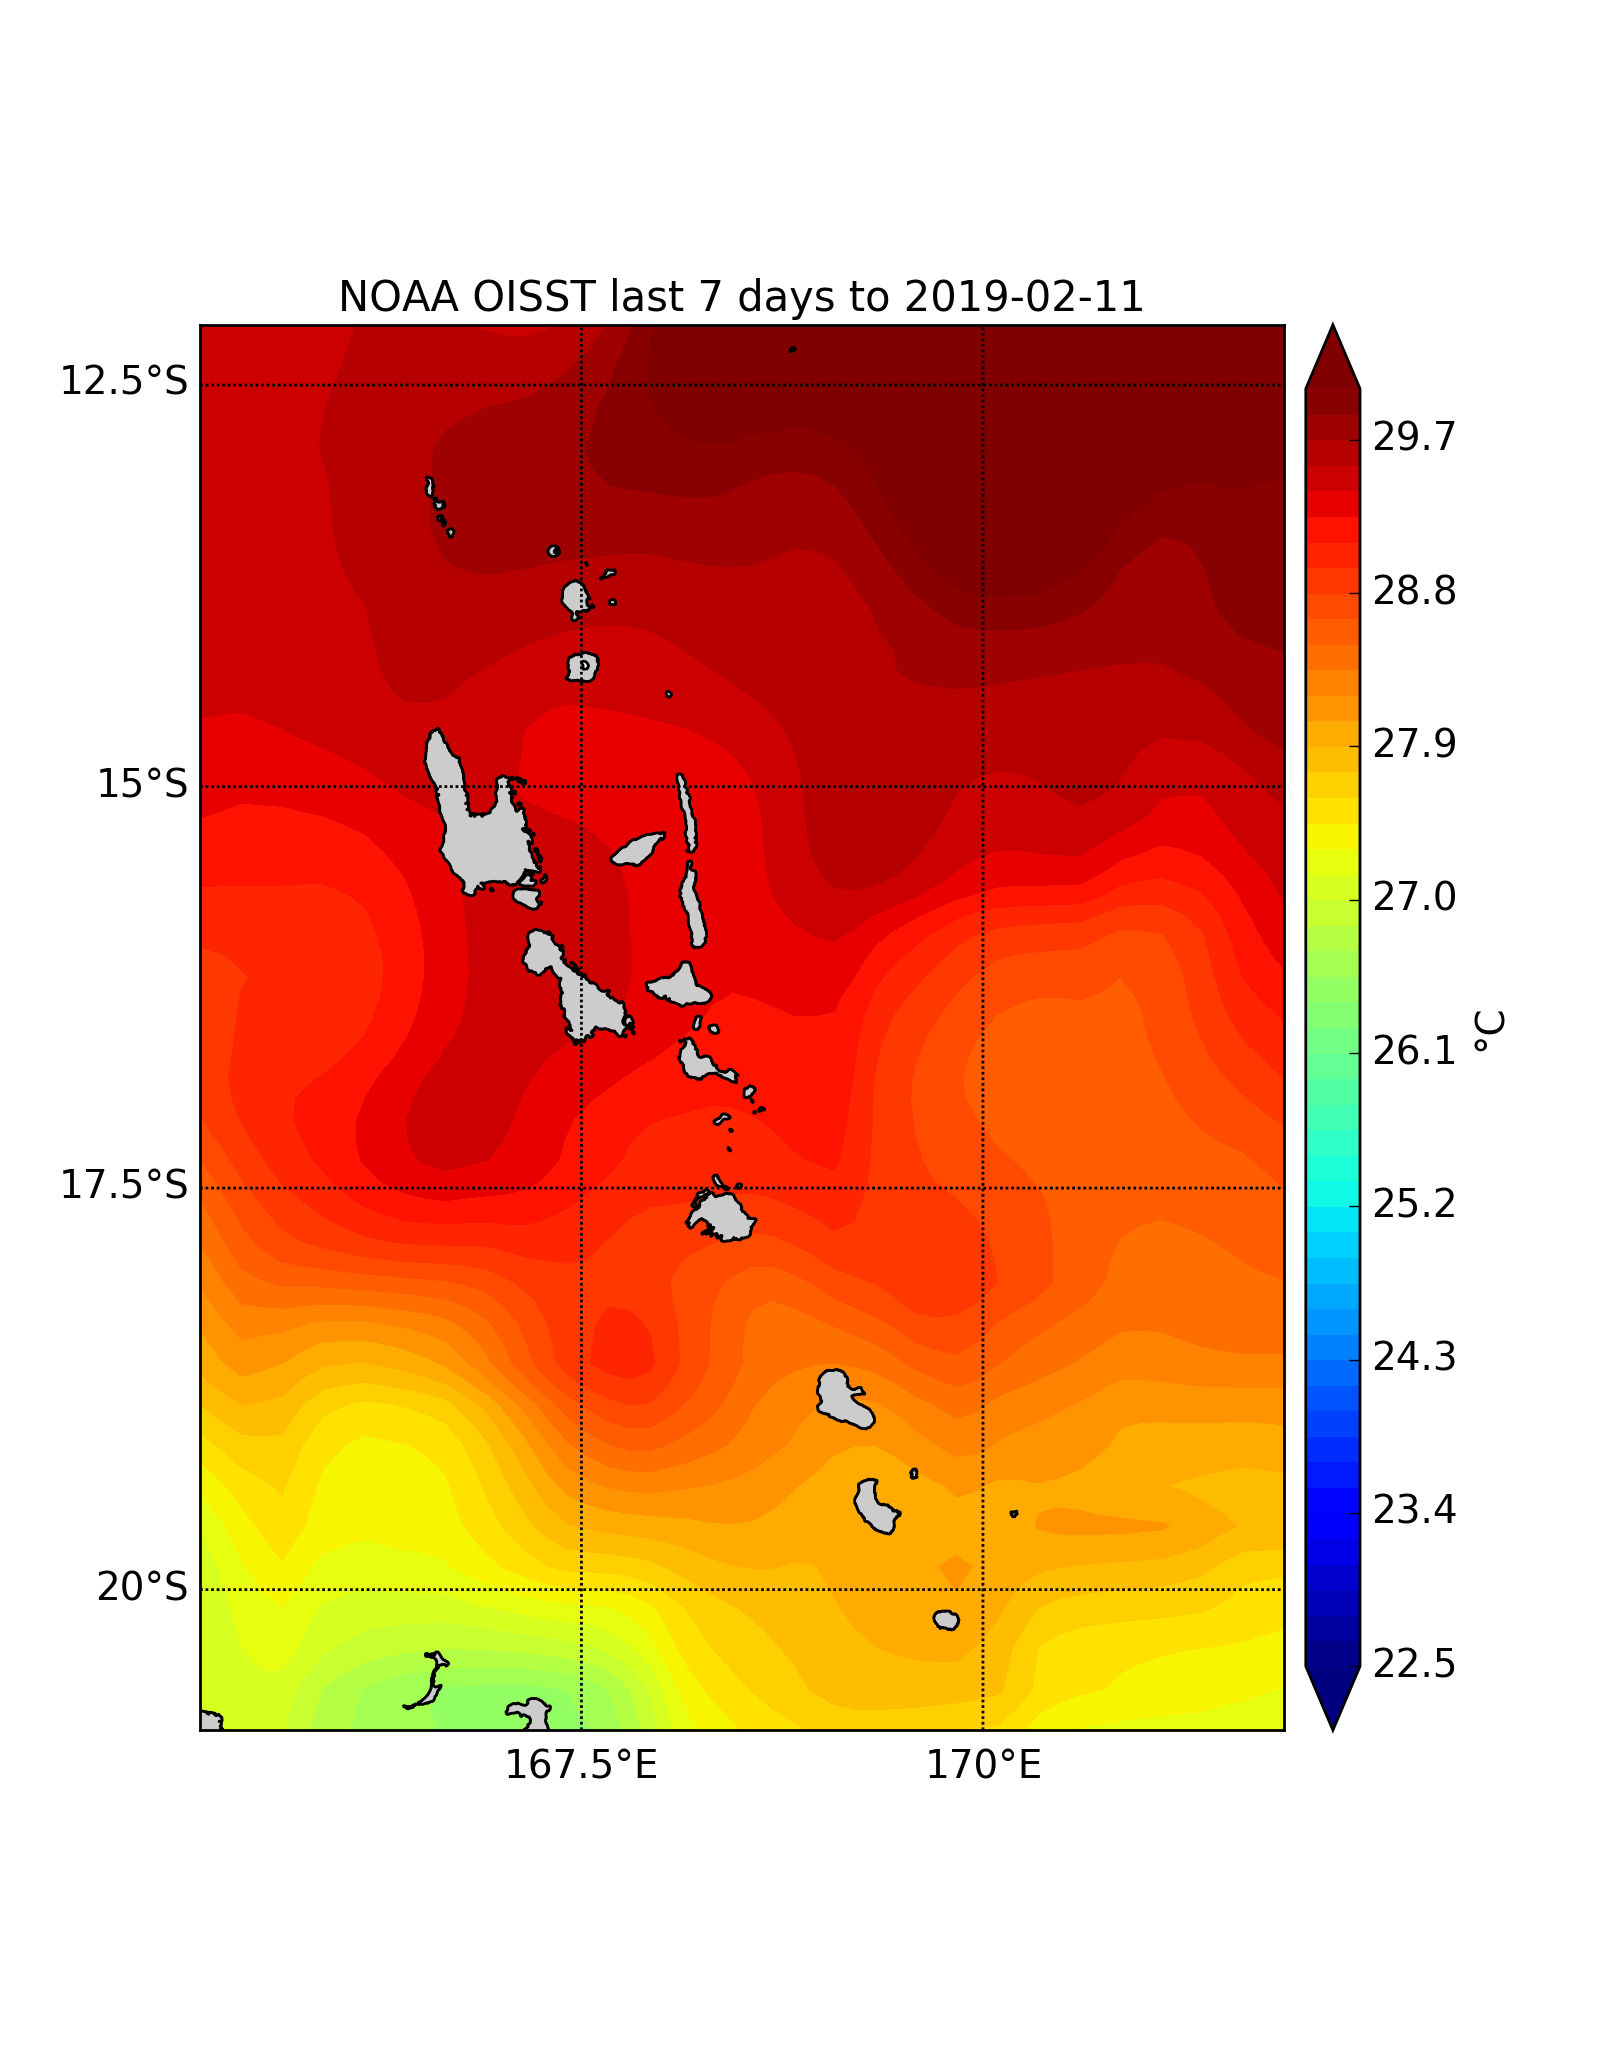 NOAA OISST last 7 days to 2019-02-11
12.5°S
15°S
17.5°S
20°S
167.5°E
170°E
29.7
28.8
27.9
27.0
26.1
25.2
24.3
23.4
22.5
°C